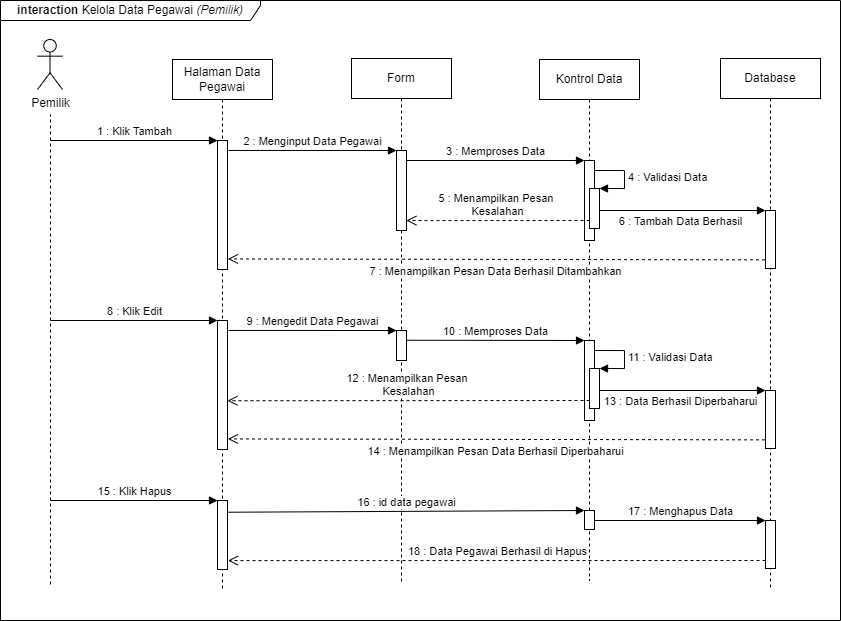 interaction Kelola Data Pegawai (Pemilik)
Pemilik
Halaman Data
Pegawai
Form
Kontrol Data
Database
1 : Klik Tambah
2 : Menginput Data Pegawai
3 : Memproses Data
4 : Validasi Data
5 : Menampilkan Pesan
Kesalahan
6 : Tambah Data Berhasil
7 : Menampilkan Pesan Data Berhasil Ditambahkan
8 : Klik Edit
9 : Mengedit Data Pegawai
10 : Memproses Data
11 : Validasi Data
12 : Menampilkan Pesan
Kesalahan
13 : Data Berhasil Diperbaharui
14 : Menampilkan Pesan Data Berhasil Diperbaharui
15 : Klik Hapus
16 : id data pegawai
17 : Menghapus Data
18 : Data Pegawai Berhasil di Hapus